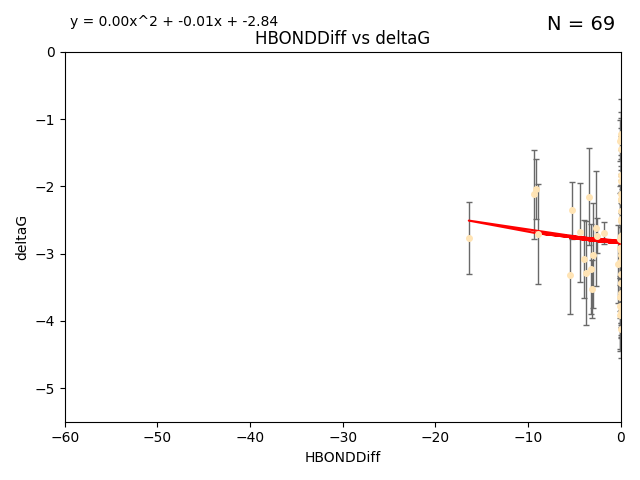 y = 0.00x^2 + -0.01x + -2.84
N = 69
HBONDDiff vs deltaG
0
−1
−2
−3
−4
−5
deltaG
−60
−50
−40
−30
−20
−10
0
HBONDDiff